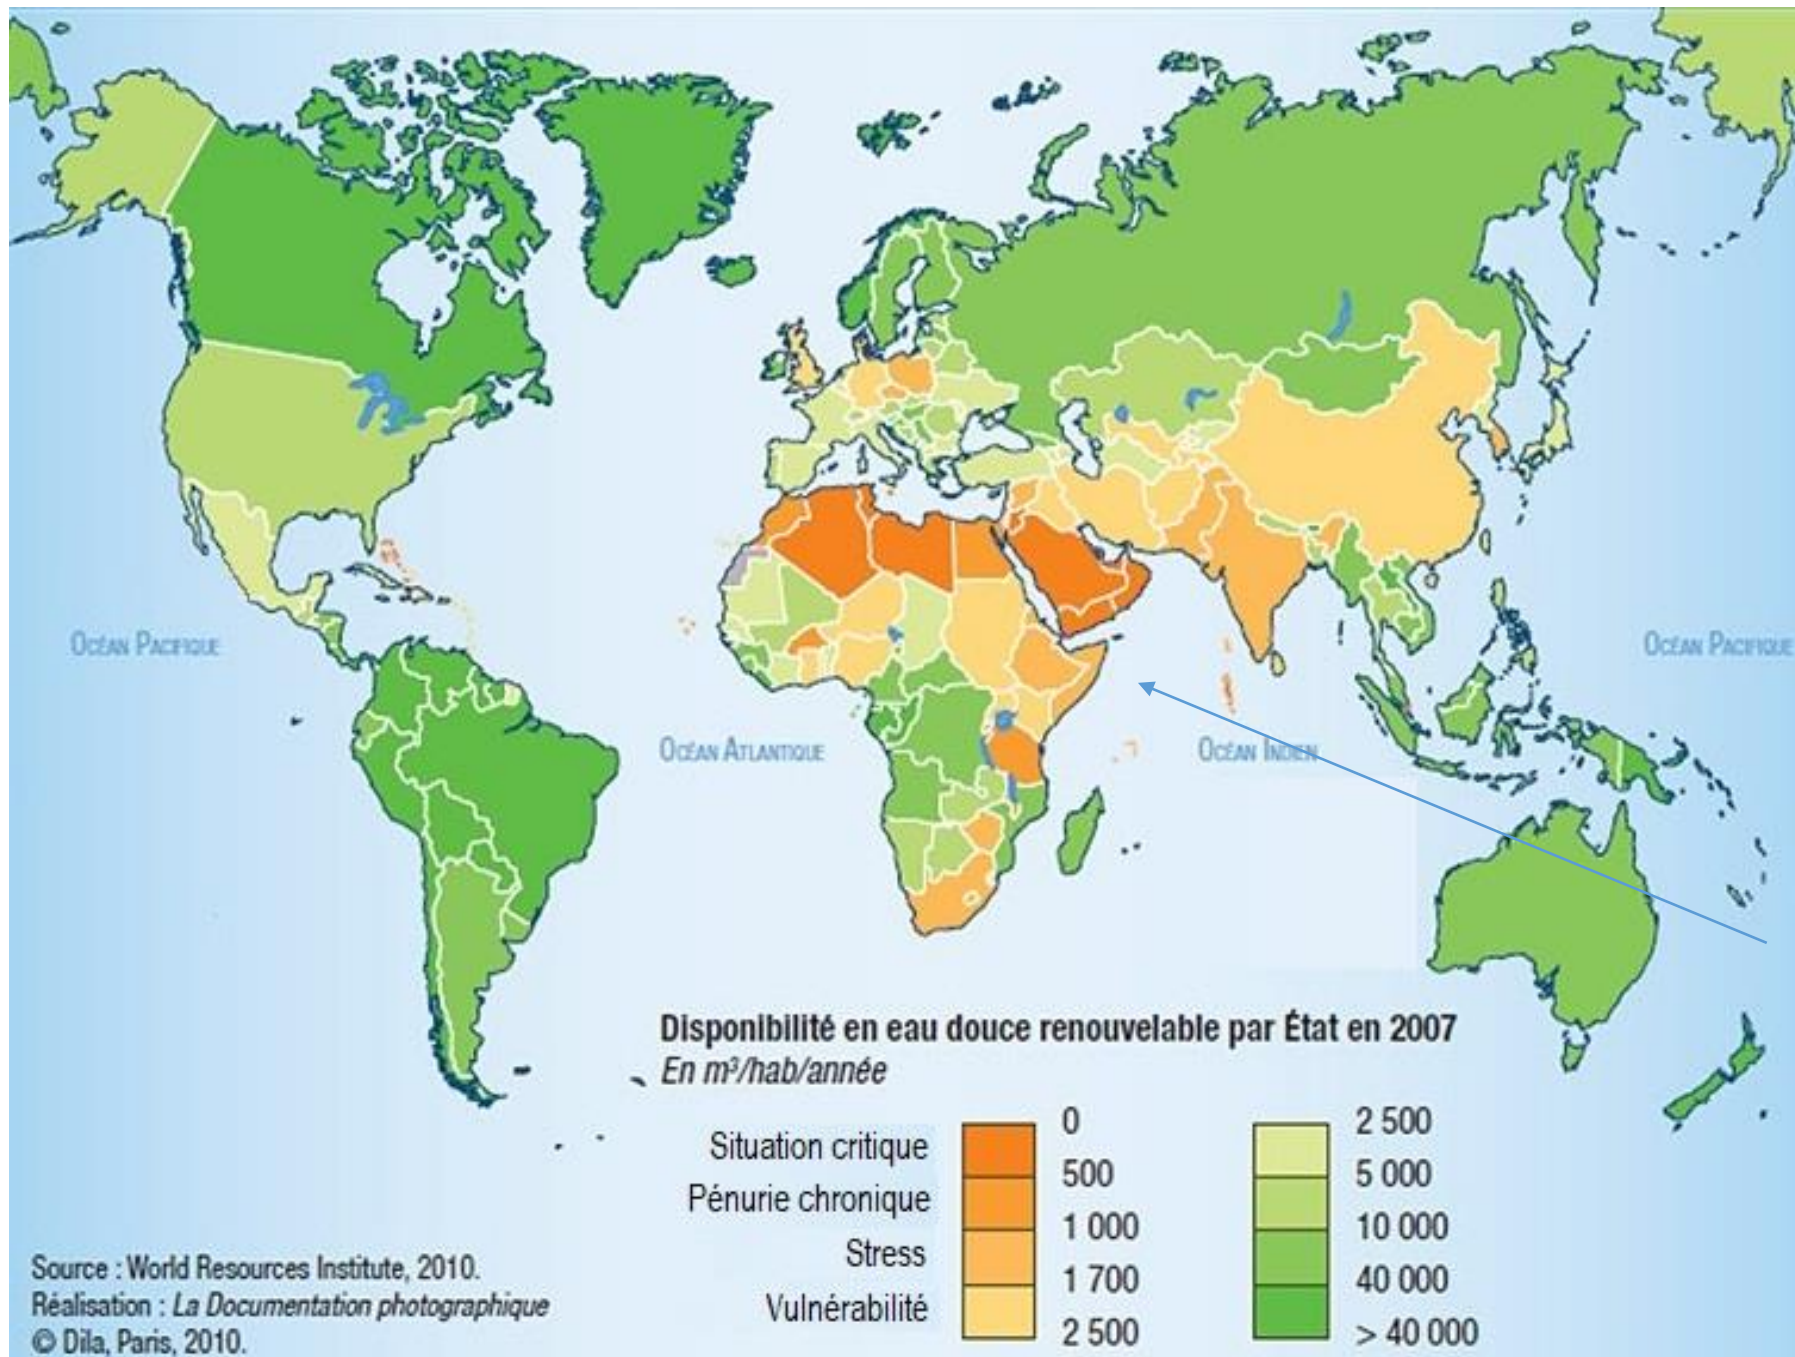 OCÉAN PACIFIQUE
OCÉAN PACIFIQUE
OCÉAN ATLANTIQUE
OCÉAN INDIEN
Disponibilité en eau douce renouvelable par État en 2007
En m³/hab/année
Situation critique
Pénurie chronique
Stress
Vulnérabilité
0
500
1 000
1 700
2 500
2 500
5 000
10 000
40 000
> 40 000
Source : World Resources Institute, 2010.
Réalisation : La Documentation photographique
© Dila, Paris, 2010.